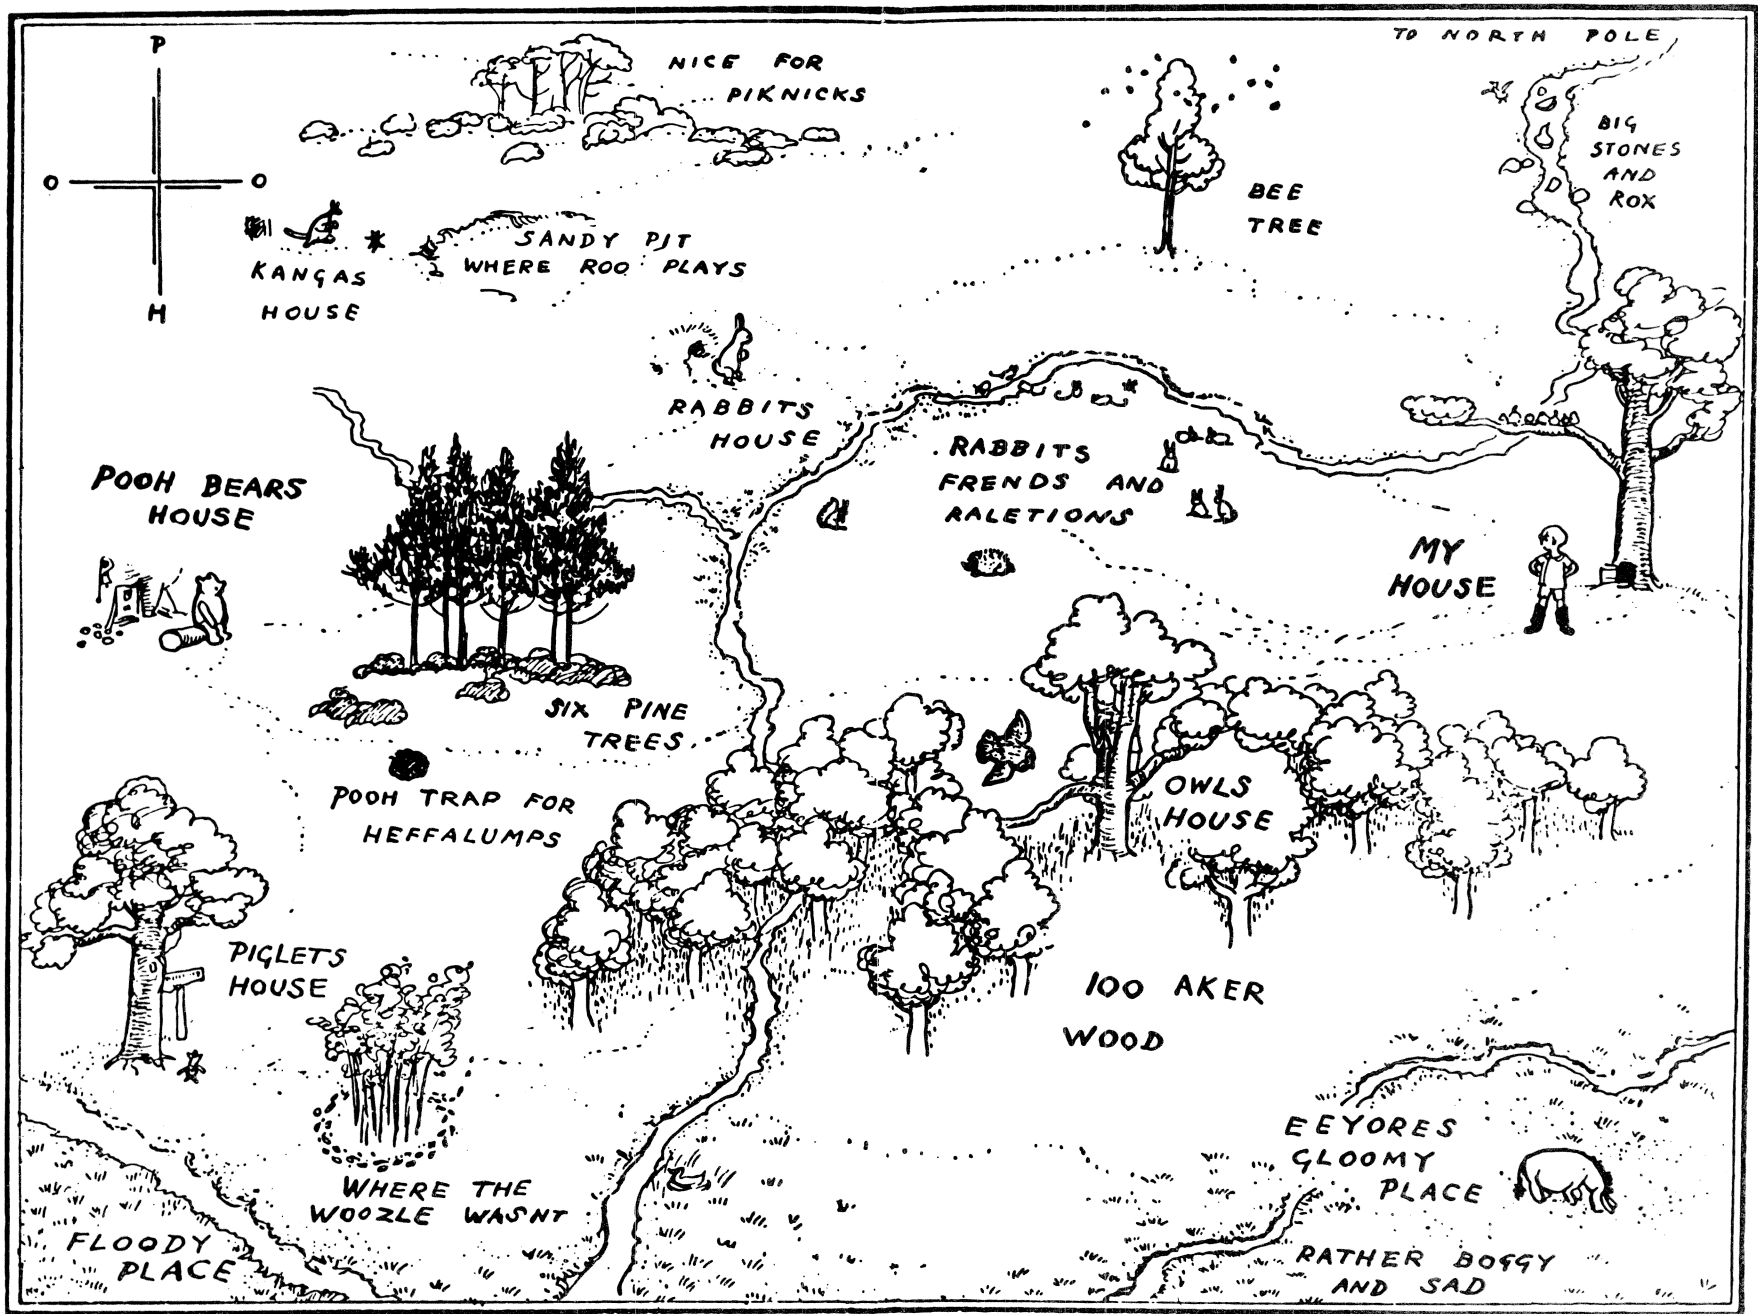 TO NORTH POLE
P
NICE FOR
PIKNICKS
BIG
STONES
AND
ROX
O
O
BEE
TREE
SANDY PIT
WHERE ROO PLAYS
KANGAS
HOUSE
H
RABBITS
HOUSE
RABBITS
FRENDS AND
RALETIONS
POOH BEARS
HOUSE
MY
HOUSE
SIX PINE
TREES
POOH TRAP FOR
HEFFALUMPS
OWLS
HOUSE
PIGLETS
HOUSE
100 AKER
WOOD
EEYORES
GLOOMY
PLACE
WHERE THE
WOOZLE WASNT
FLOODY
PLACE
RATHER BOGGY
AND SAD